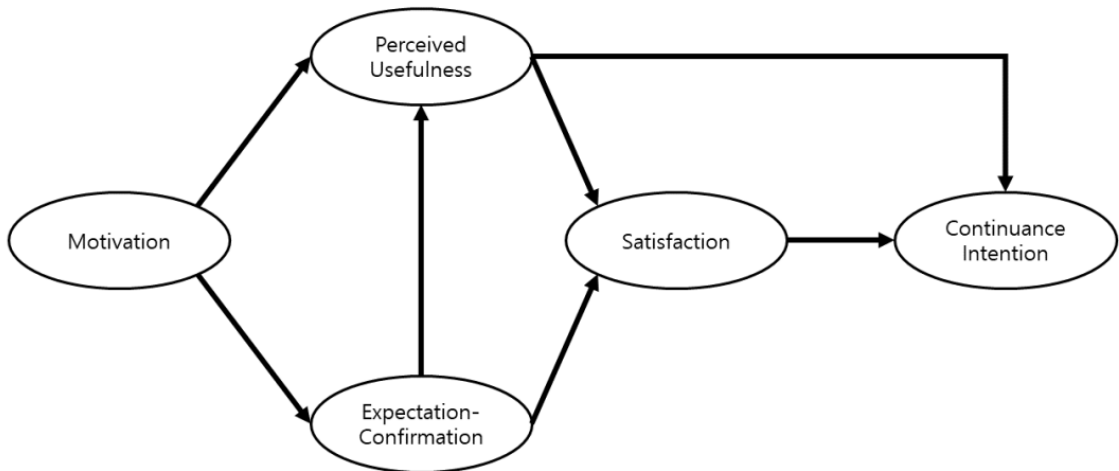 Perceived
Usefulness
Motivation
Satisfaction
Continuance
Intention
Expectation-
Confirmation